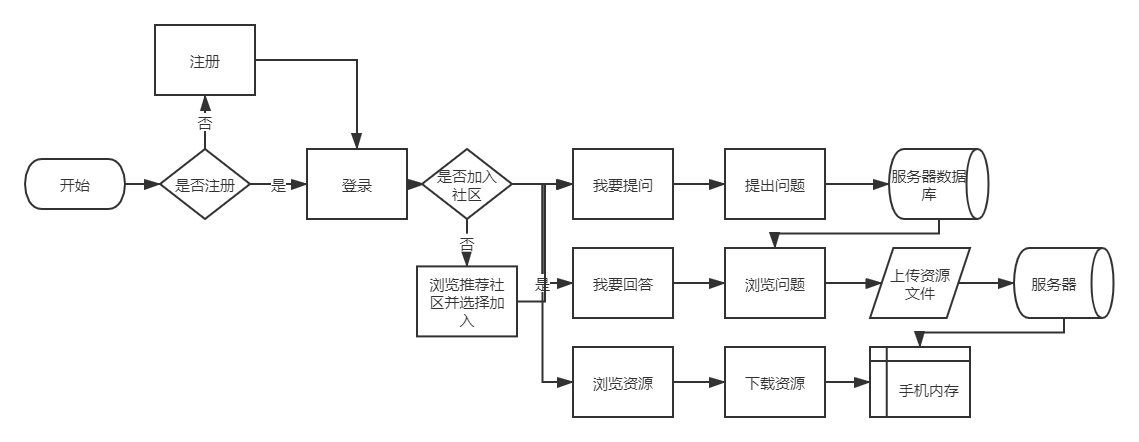 注册
否
开始
是否注册
是
登录
是否加入
社区
我要提问
提出问题
服务器数据
库
否
浏览推荐社
区并选择加
入
是
我要回答
浏览问题
上传资源
文件
服务器
浏览资源
下载资源
手机内存